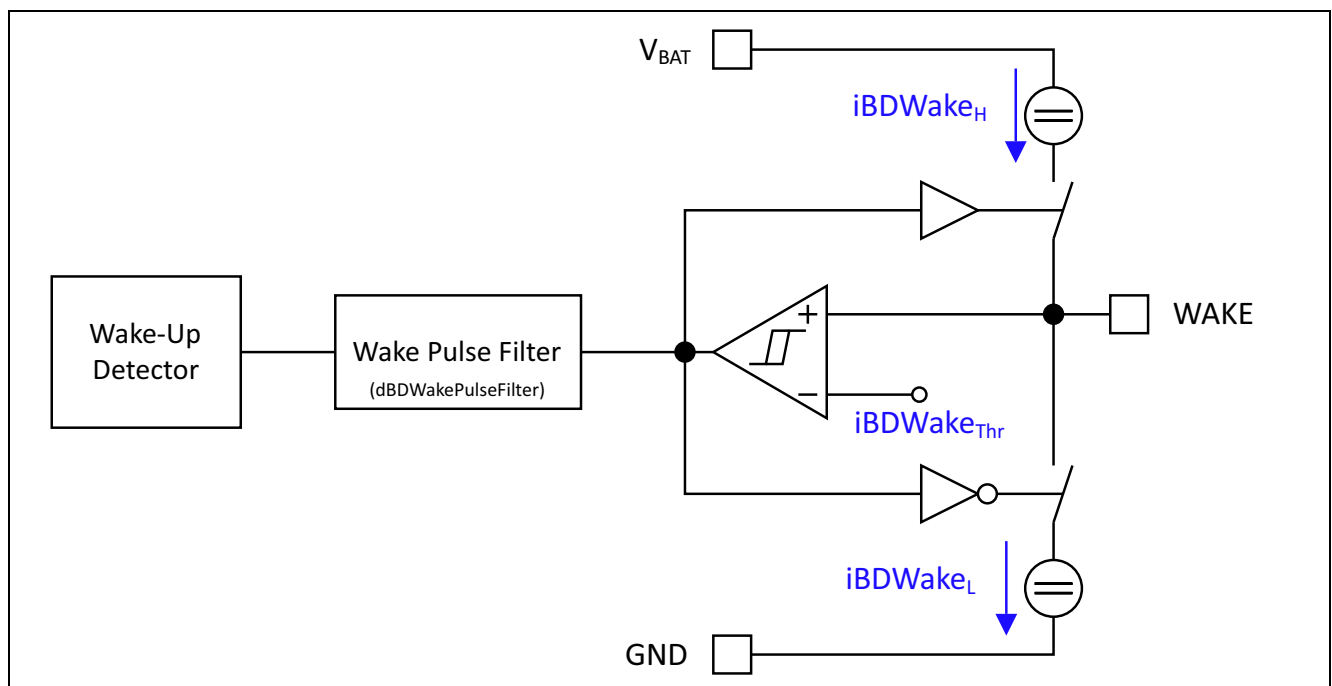 V_BAT
iBDWake_H
WAKE
Wake-Up
Detector
Wake Pulse Filter
(dBDWakePulseFilter)
+
−
iBDWake_Thr
iBDWake_L
GND